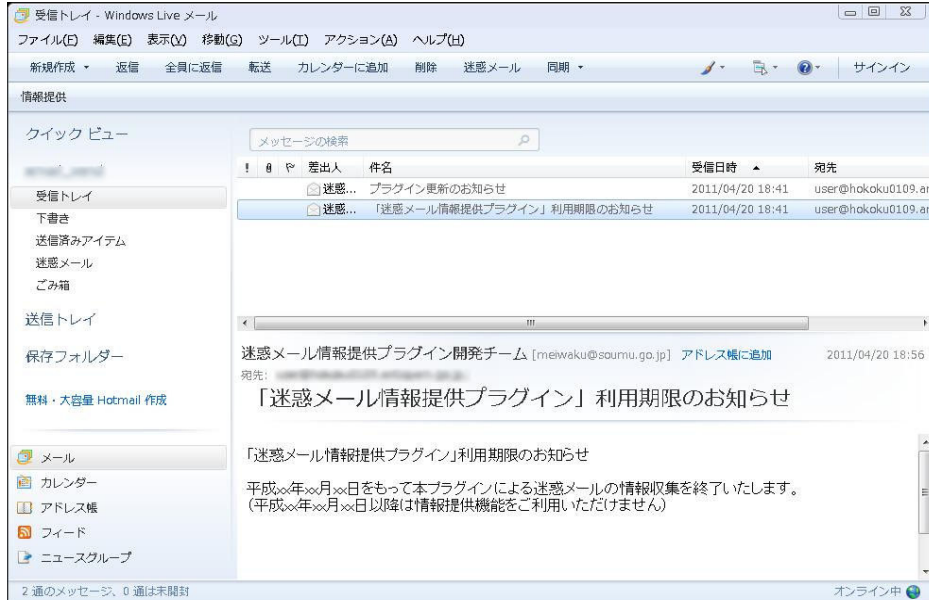 受信トレイ - Windows Live メール
ファイル(F) 編集(E) 表示(V) 移動(G) ツール(T) アクション(A) ヘルプ(H)
新規作成 返信 全員に返信 転送 カレンダーに追加 削除 迷惑メール 同期 サインイン
情報提供
クイック ビュー
受信トレイ
下書き
送信済みアイテム
迷惑メール
ごみ箱
送信トレイ
保存フォルダー
無料・大容量 Hotmail 作成
メール
カレンダー
アドレス帳
フィード
ニュースグループ
メッセージの検索
! 差出人 件名 受信日時 宛先
迷惑... プラグイン更新のお知らせ 2011/04/20 18:41 user@hokoku0109.ar
迷惑... 「迷惑メール情報提供プラグイン」利用期限のお知らせ 2011/04/20 18:41 user@hokoku0109.ar
迷惑メール情報提供プラグイン開発チーム [meiwaku@soumu.go.jp] アドレス帳に追加 2011/04/20 18:56
宛先:
「迷惑メール情報提供プラグイン」利用期限のお知らせ
「迷惑メール情報提供プラグイン」利用期限のお知らせ
平成××年××月××日をもって本プラグインによる迷惑メールの情報収集を終了いたします。
(平成××年××月××日以降は情報提供機能をご利用いただけません)
2 通のメッセージ、0 通は未開封 オンライン中